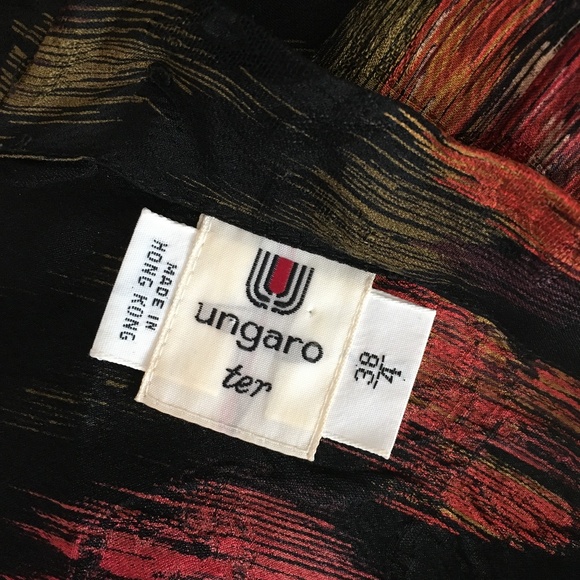 MADE IN
HONG KONG
ungaro
ter
38
4